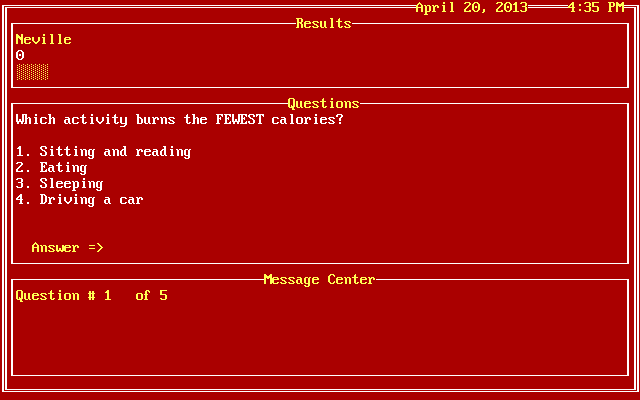 April 20, 2013 4:35 PM
Results
Neville
0
Questions
Which activity burns the FEWEST calories?
1. Sitting and reading
2. Eating
3. Sleeping
4. Driving a car
Answer =>
Message Center
Question # 1 of 5